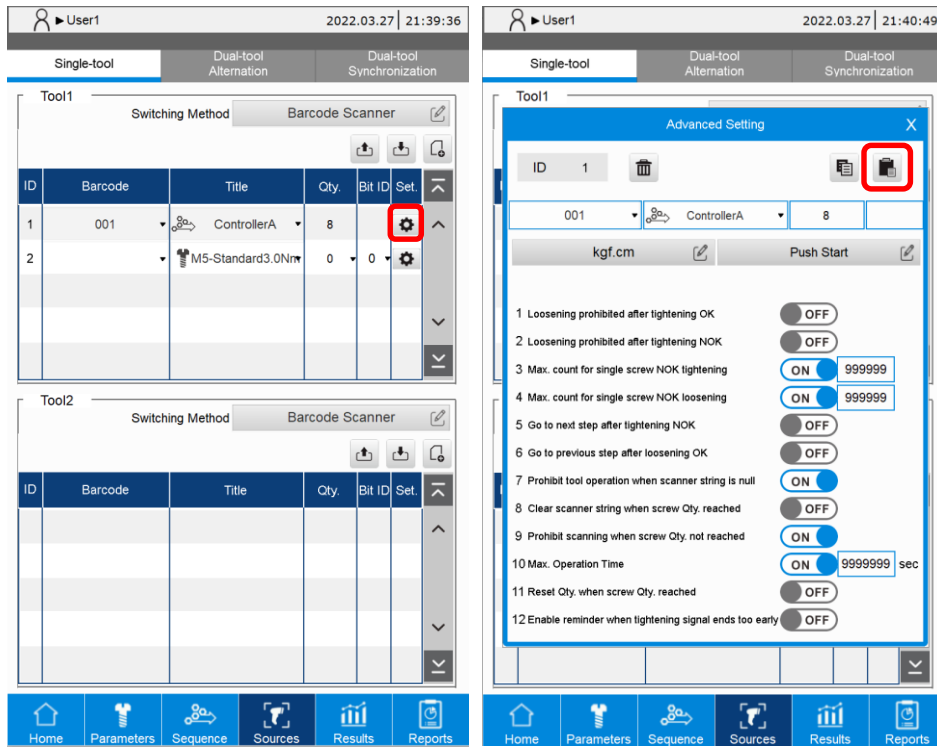 ►User1
2022.03.27 21:39:36
Single-tool
Dual-tool
Alternation
Dual-tool
Synchronization
Tool1
Switching Method
Barcode Scanner
ID Barcode Title Qty. Bit ID Set.
1 001 ControllerA 8
2 M5-Standard3.0Nm 0 0
Tool2
Switching Method
Barcode Scanner
ID Barcode Title Qty. Bit ID Set.
Home Parameters Sequence Sources Results Reports
►User1
2022.03.27 21:40:49
Single-tool
Dual-tool
Alternation
Dual-tool
Synchronization
Tool1
Advanced Setting X
ID 1
001 ControllerA 8
kgf.cm Push Start
1 Loosening prohibited after tightening OK OFF
2 Loosening prohibited after tightening NOK OFF
3 Max. count for single screw NOK tightening ON 999999
4 Max. count for single screw NOK loosening ON 999999
5 Go to next step after tightening NOK OFF
6 Go to previous step after loosening OK OFF
7 Prohibit tool operation when scanner string is null ON
8 Clear scanner string when screw Qty. reached OFF
9 Prohibit scanning when screw Qty. not reached ON
10 Max. Operation Time ON 9999999 sec
11 Reset Qty. when screw Qty. reached OFF
12 Enable reminder when tightening signal ends too early OFF
Home Parameters Sequence Sources Results Reports